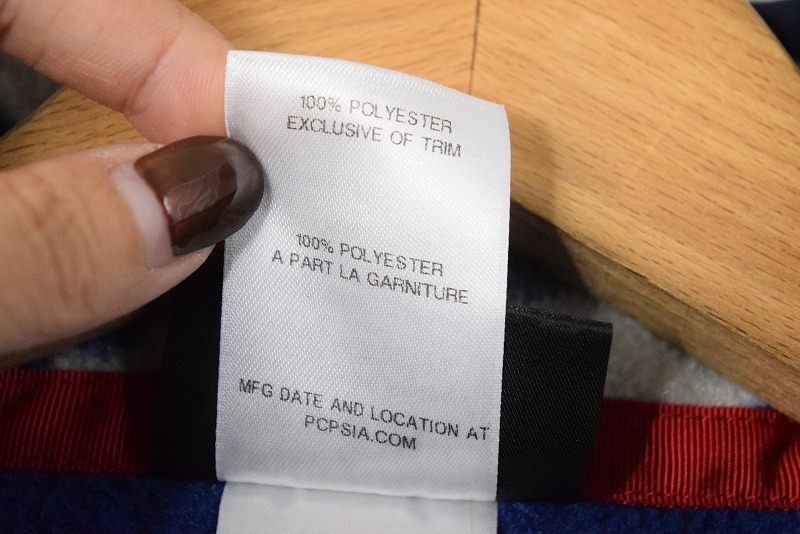 100% POLYESTER
EXCLUSIVE OF TRIM
100% POLYESTER
A PART LA GARNITURE
MFG DATE AND LOCATION AT
PCPSIA.COM